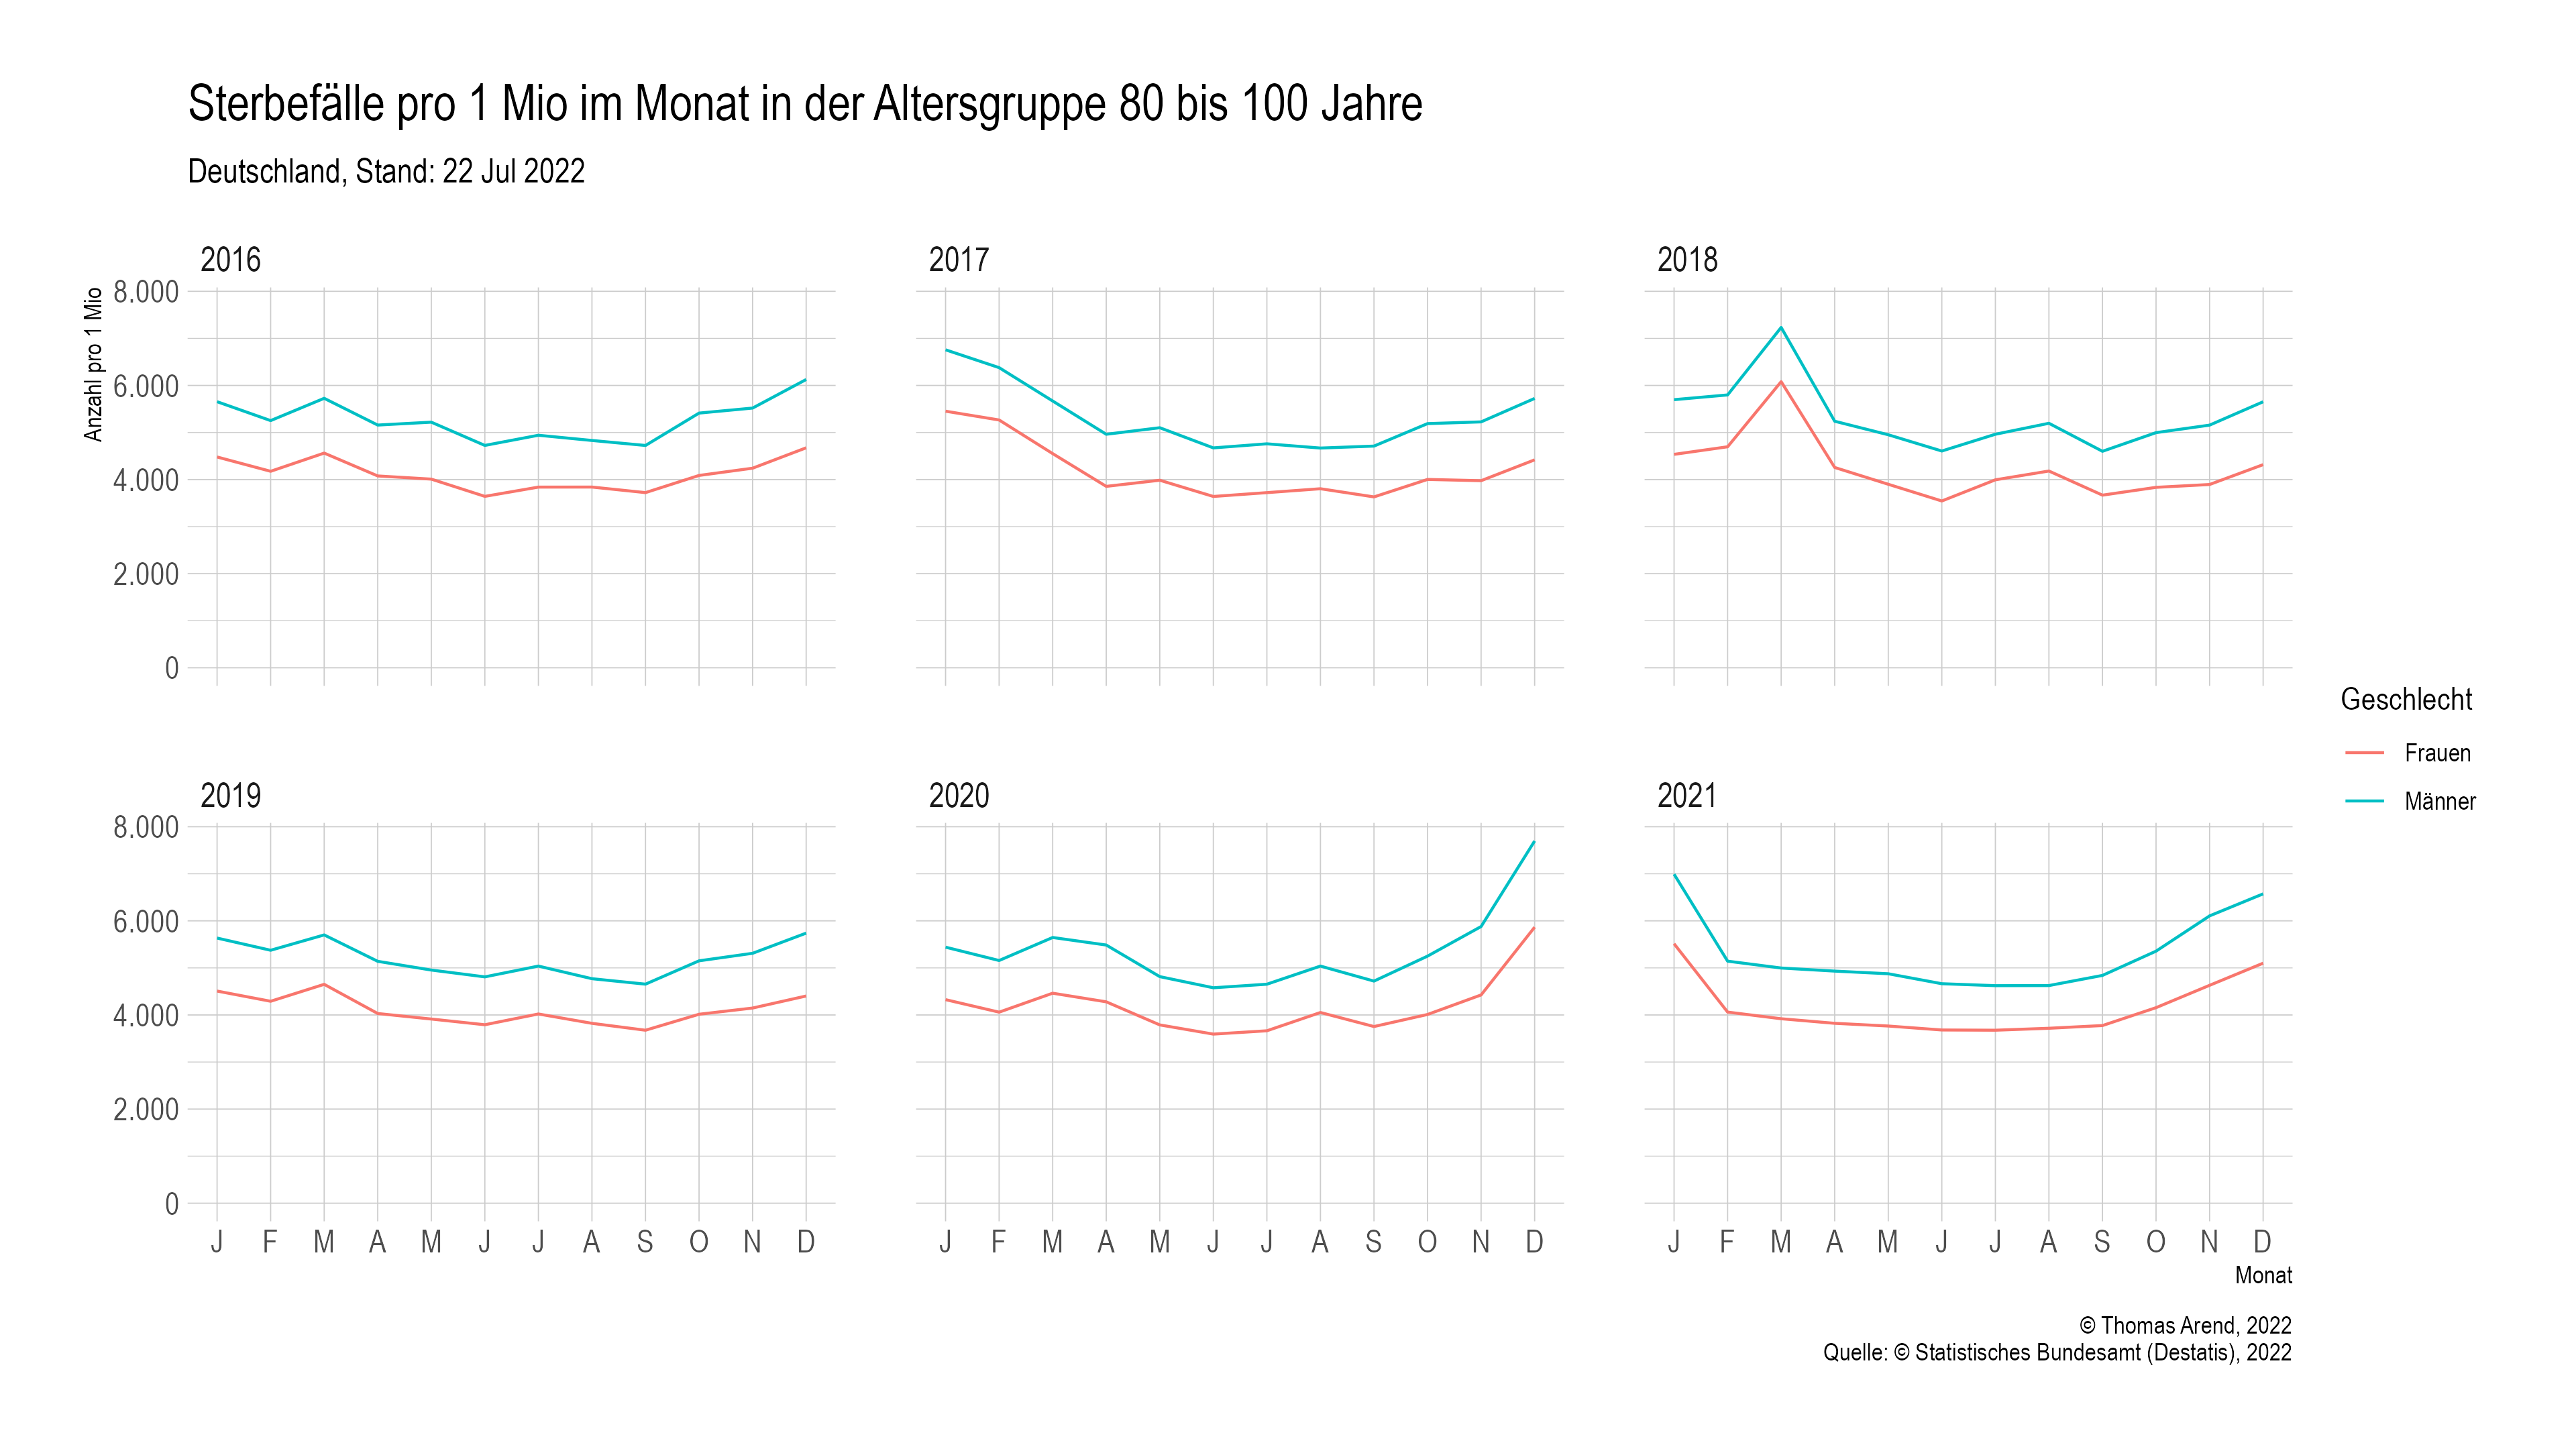 Sterbefälle pro 1 Mio im Monat in der Altersgruppe 80 bis 100 Jahre
Deutschland, Stand: 22 Jul 2022
2016
2017
2018
Anzahl pro 1 Mio
8.000
6.000
4.000
2.000
0
Geschlecht
Frauen
Männer
2019
2020
2021
8.000
6.000
4.000
2.000
0
J F M A M J J A S O N D
J F M A M J J A S O N D
J F M A M J J A S O N D
Monat
© Thomas Arend, 2022
Quelle: © Statistisches Bundesamt (Destatis), 2022